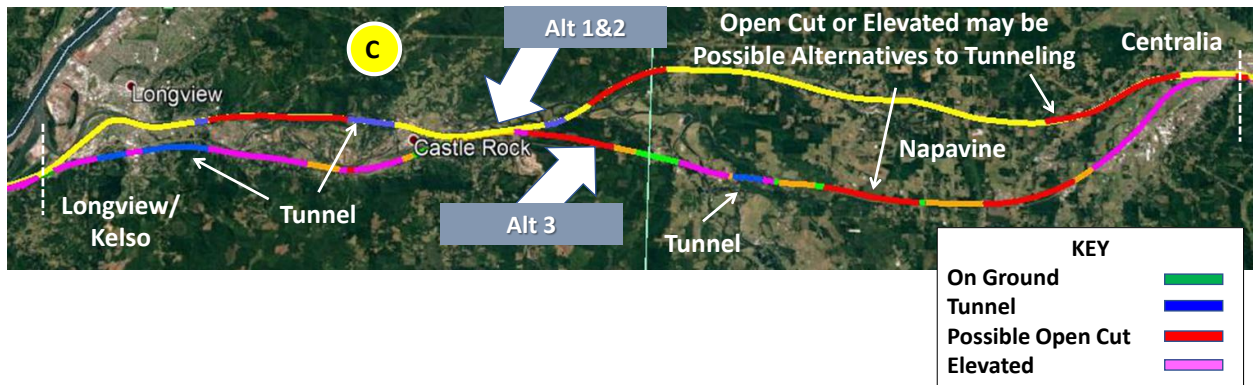 Alt 1&2
C
Open Cut or Elevated may be
Possible Alternatives to Tunneling
Centralia
Longview
Castle Rock
Napavine
Longview/
Kelso
Tunnel
Alt 3
Tunnel
KEY
On Ground
Tunnel
Possible Open Cut
Elevated